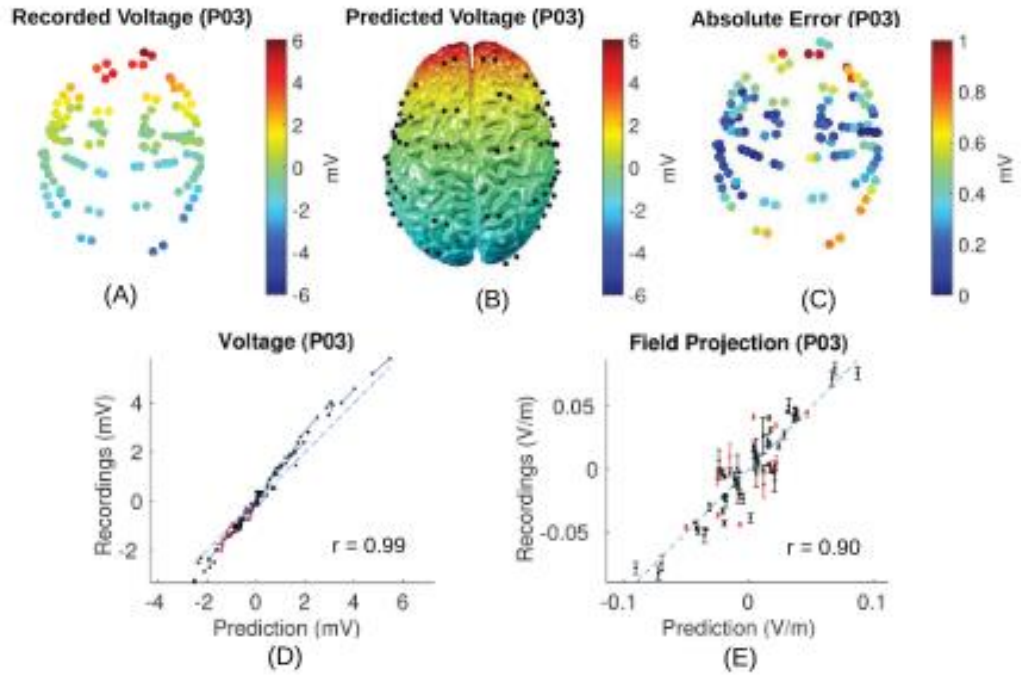 Recorded Voltage (P03)
Predicted Voltage (P03)
Absolute Error (P03)
6
4
2
0
-2
-4
-6
mV
6
4
2
0
-2
-4
-6
mV
1
0.8
0.6
0.4
0.2
0
mV
(A)
(B)
(C)
Voltage (P03)
Recordings (mV)
4
2
0
-2
r = 0.99
-4
-2
0
2
4
6
Prediction (mV)
(D)
Field Projection (P03)
Recordings (V/m)
0.05
0
-0.05
r = 0.90
-0.1
0
0.1
Prediction (V/m)
(E)